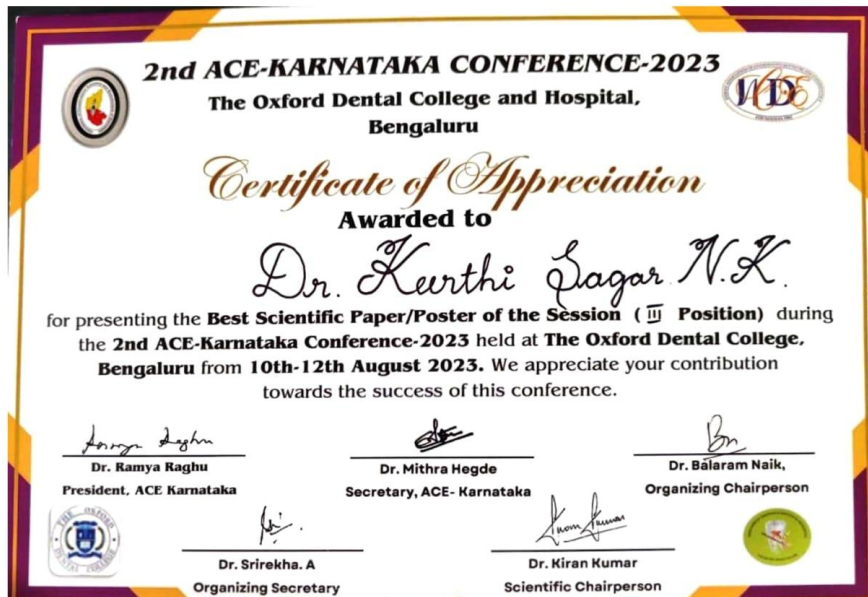 2nd ACE-KARNATAKA CONFERENCE-2023
The Oxford Dental College and Hospital,
Bengaluru
Certificate of Appreciation
Awarded to
Dr. Keerthi Sagar N.K.
for presenting the Best Scientific Paper/Poster of the Session ( III Position) during
the 2nd ACE-Karnataka Conference-2023 held at The Oxford Dental College,
Bengaluru from 10th-12th August 2023. We appreciate your contribution
towards the success of this conference.
Dr. Ramya Raghu
President, ACE Karnataka
Dr. Mithra Hegde
Secretary, ACE- Karnataka
Dr. Balaram Naik,
Organizing Chairperson
THE OXFORD
DENTAL COLLEGE
Dr. Srirekha. A
Organizing Secretary
Dr. Kiran Kumar
Scientific Chairperson